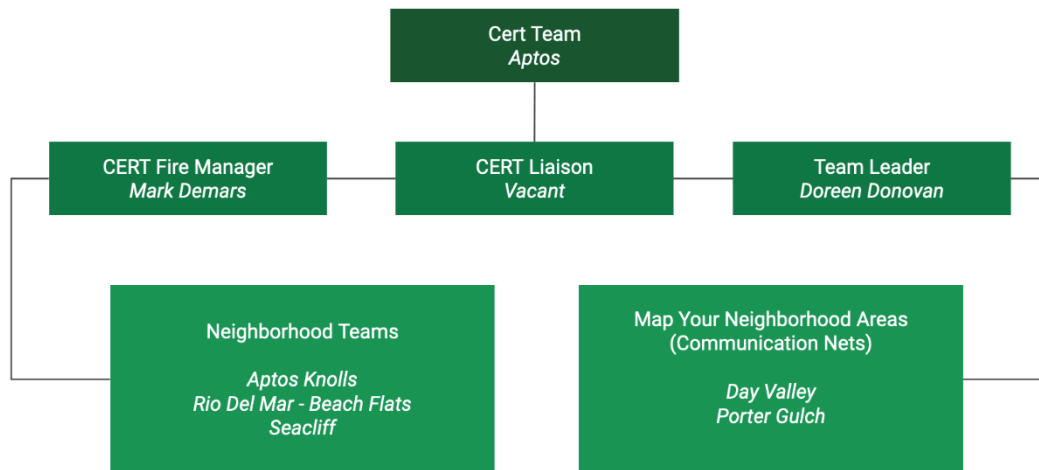 Cert Team
Aptos
CERT Fire Manager
Mark Demars
CERT Liaison
Vacant
Team Leader
Doreen Donovan
Neighborhood Teams
Aptos Knolls
Rio Del Mar - Beach Flats
Seacliff
Map Your Neighborhood Areas
(Communication Nets)
Day Valley
Porter Gulch